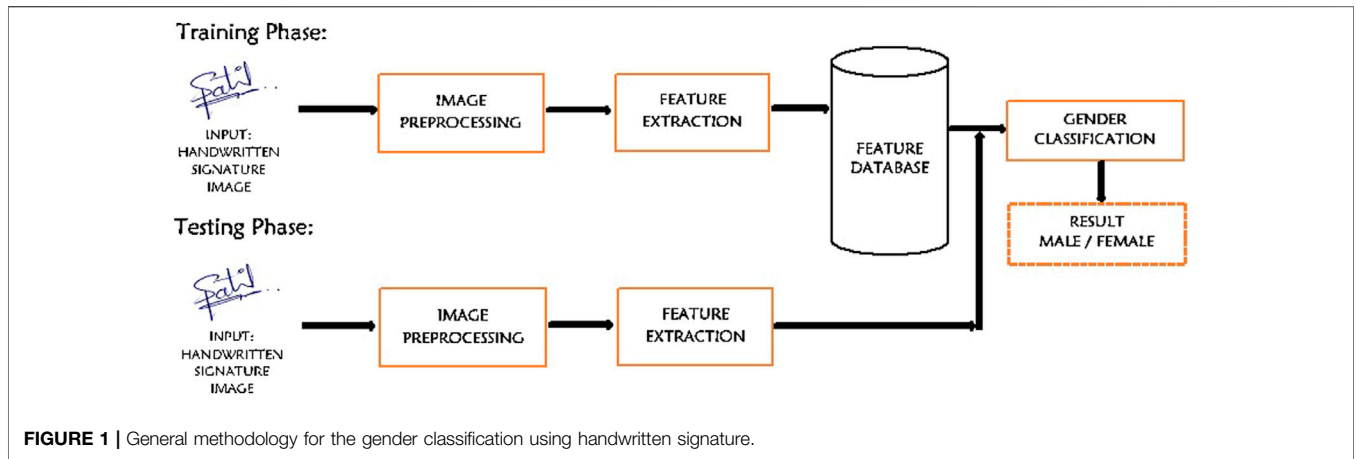 Training Phase:
Satil
INPUT:
HANDWRITTEN
SIGNATURE
IMAGE
IMAGE
PREPROCESSING
FEATURE
EXTRACTION
FEATURE
DATABASE
GENDER
CLASSIFICATION
RESULT
MALE / FEMALE
Testing Phase:
Satil
INPUT:
HANDWRITTEN
SIGNATURE
IMAGE
IMAGE
PREPROCESSING
FEATURE
EXTRACTION
FIGURE 1 | General methodology for the gender classification using handwritten signature.